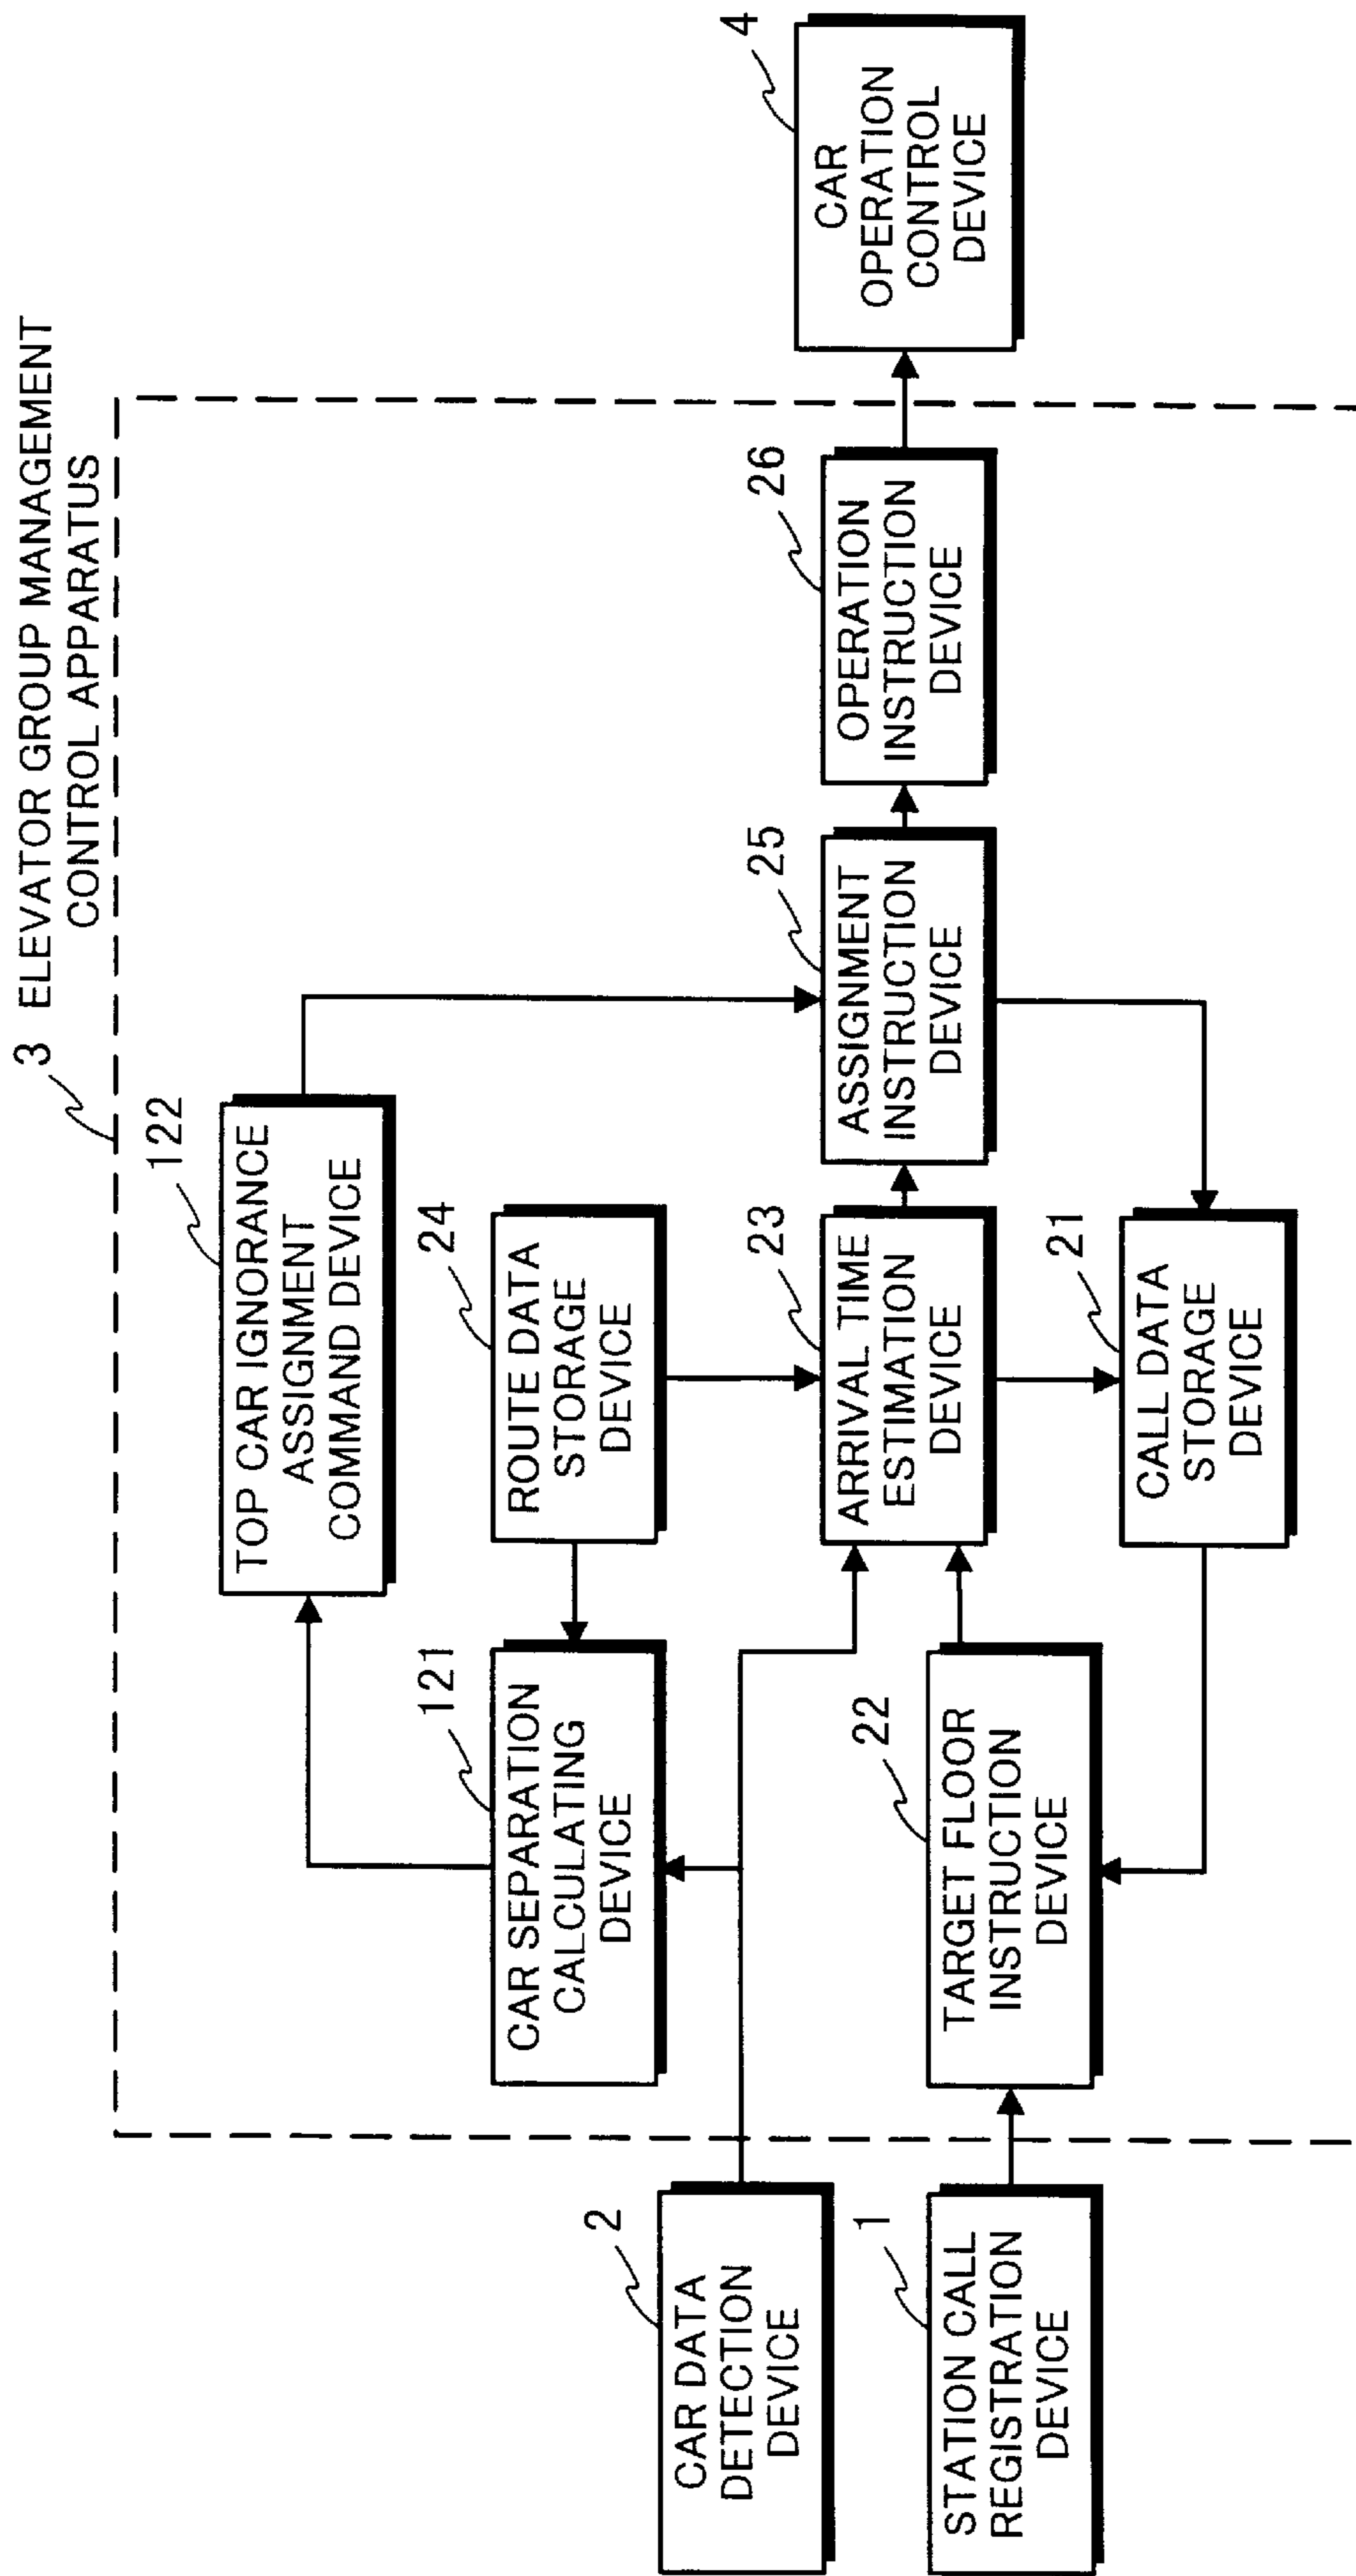 3 ELEVATOR GROUP MANAGEMENT
CONTROL APPARATUS
122
TOP CAR IGNORANCE
ASSIGNMENT
COMMAND DEVICE
121
CAR SEPARATION
CALCULATING
DEVICE
24
ROUTE DATA
STORAGE
DEVICE
2
CAR DATA
DETECTION
DEVICE
23
ARRIVAL TIME
ESTIMATION
DEVICE
25
ASSIGNMENT
INSTRUCTION
DEVICE
26
OPERATION
INSTRUCTION
DEVICE
4
CAR
OPERATION
CONTROL
DEVICE
1
STATION CALL
REGISTRATION
DEVICE
22
TARGET FLOOR
INSTRUCTION
DEVICE
21
CALL DATA
STORAGE
DEVICE